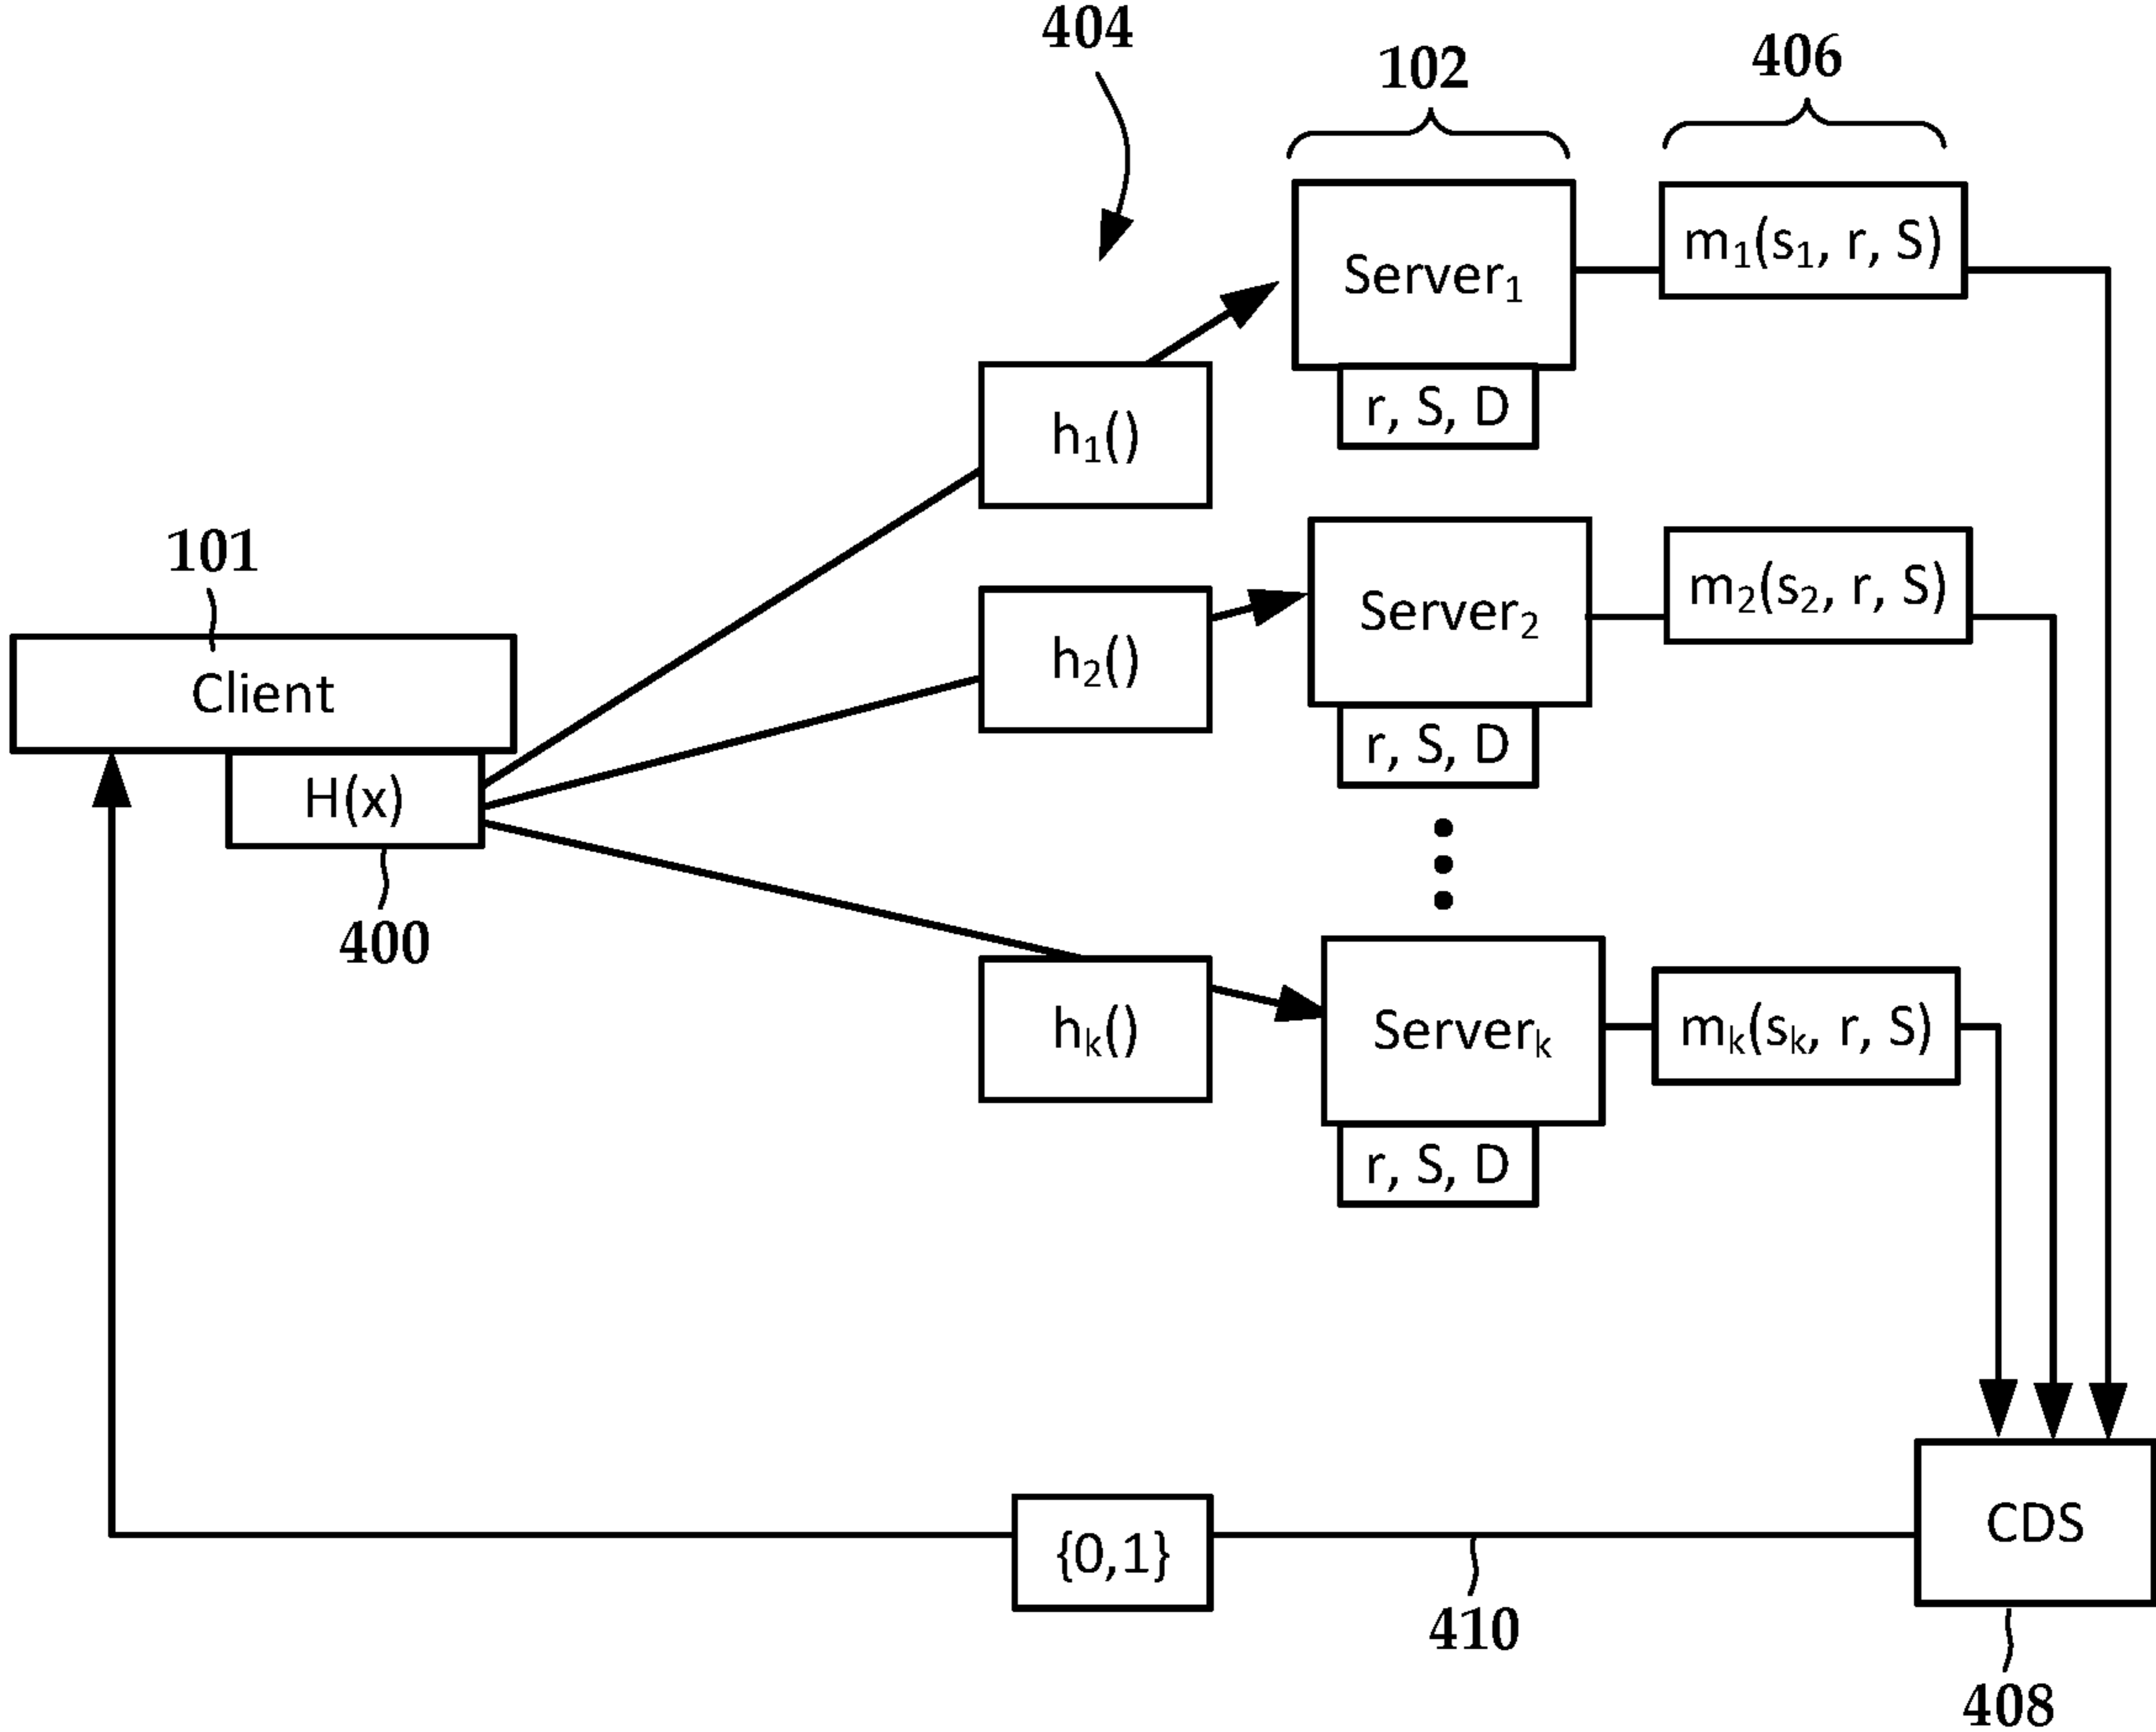 404
102
406
Server₁
m₁(s₁, r, S)
r, S, D
h₁()
101
Client
H(x)
400
h₂()
Server₂
m₂(s₂, r, S)
r, S, D
hₖ()
Serverₖ
mₖ(sₖ, r, S)
r, S, D
{0,1}
410
CDS
408